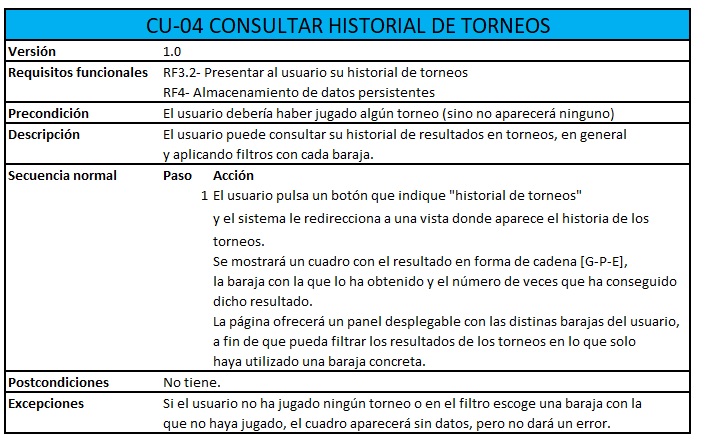 CU-04 CONSULTAR HISTORIAL DE TORNEOS
Versión 1.0
Requisitos funcionales RF3.2- Presentar al usuario su historial de torneos
RF4- Almacenamiento de datos persistentes
Precondición El usuario debería haber jugado algún torneo (sino no aparecerá ninguno)
Descripción El usuario puede consultar su historial de resultados en torneos, en general
y aplicando filtros con cada baraja.
Secuencia normal Paso Acción
1 El usuario pulsa un botón que indique "historial de torneos"
y el sistema le redirecciona a una vista donde aparece el historia de los
torneos.
Se mostrará un cuadro con el resultado en forma de cadena [G-P-E],
la baraja con la que lo ha obtenido y el número de veces que ha conseguido
dicho resultado.
La página ofrecerá un panel desplegable con las distinas barajas del usuario,
a fin de que pueda filtrar los resultados de los torneos en lo que solo
haya utilizado una baraja concreta.
Postcondiciones No tiene.
Excepciones Si el usuario no ha jugado ningún torneo o en el filtro escoge una baraja con la
que no haya jugado, el cuadro aparecerá sin datos, pero no dará un error.